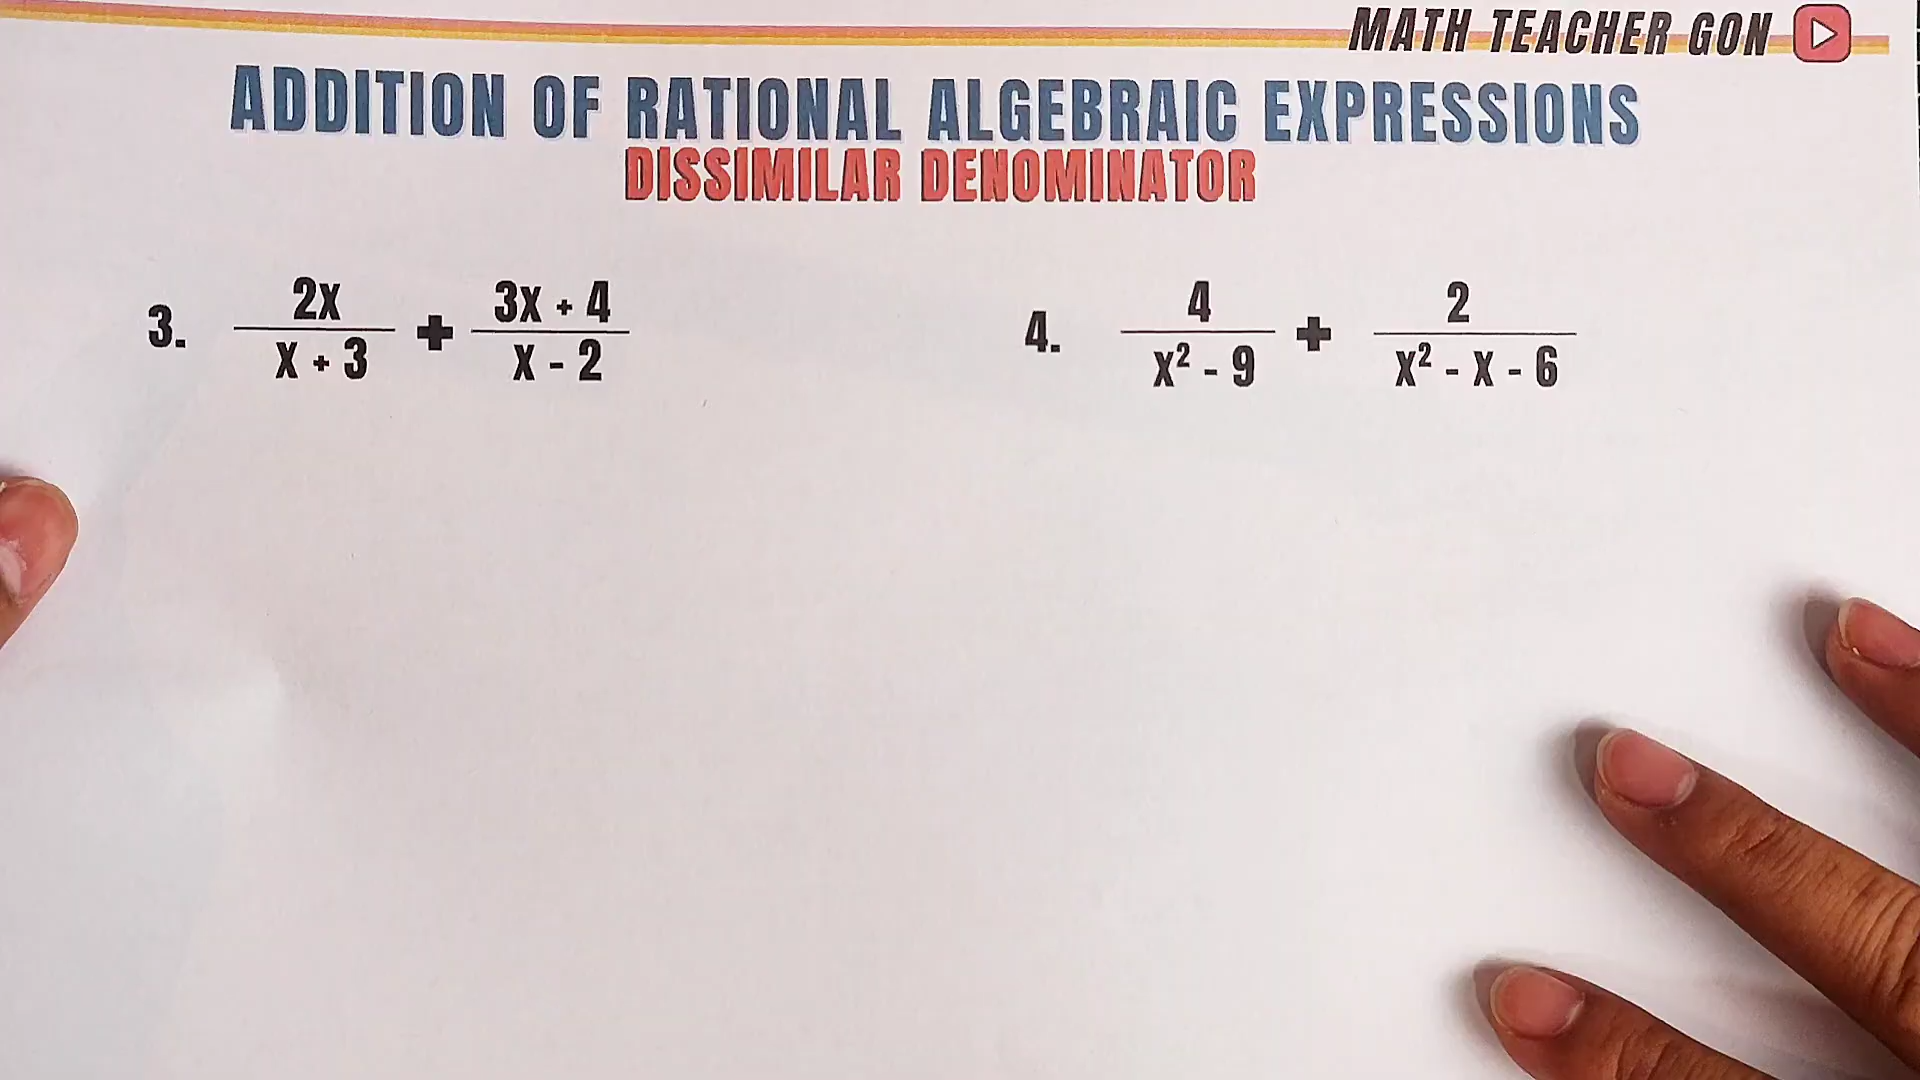 MATH TEACHER GON
ADDITION OF RATIONAL ALGEBRAIC EXPRESSIONS
DISSIMILAR DENOMINATOR
3. 2x / x + 3 + 3x + 4 / x - 2
4. 4 / x² - 9 + 2 / x² - x - 6